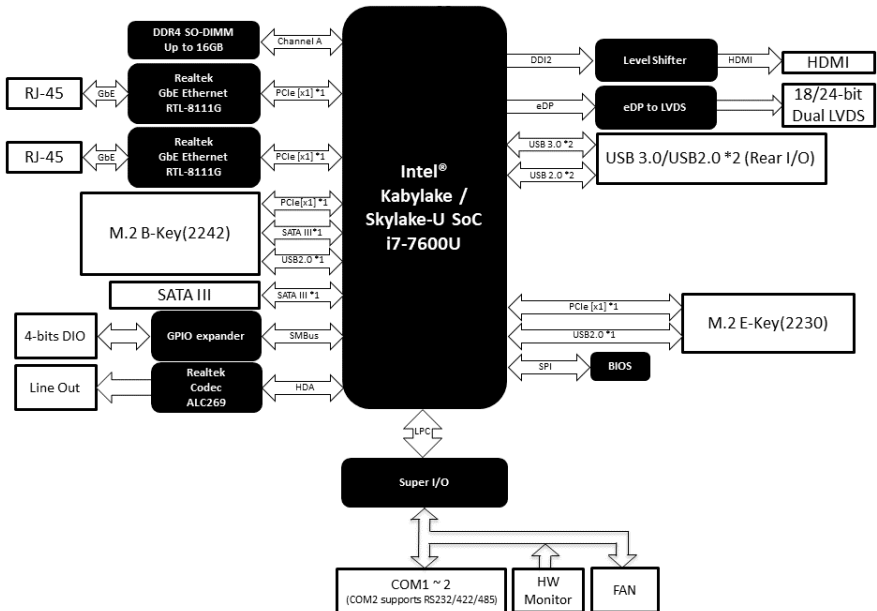 DDR4 SO-DIMM
Up to 16GB
Channel A
RJ-45
GbE
Realtek
GbE Ethernet
RTL-8111G
PCIe [x1] *1
RJ-45
GbE
Realtek
GbE Ethernet
RTL-8111G
PCIe [x1] *1
M.2 B-Key(2242)
PCIe[x1] *1
SATA III*1
USB2.0 *1
SATA III
SATA III *1
4-bits DIO
GPIO expander
SMBus
Line Out
Realtek
Codec
ALC269
HDA
Intel®
Kabylake /
Skylake-U SoC
i7-7600U
DDI2
Level Shifter
HDMI
HDMI
eDP
eDP to LVDS
18/24-bit
Dual LVDS
USB 3.0 *2
USB 2.0 *2
USB 3.0/USB2.0 *2 (Rear I/O)
PCIe [x1] *1
USB2.0 *1
M.2 E-Key(2230)
SPI
BIOS
LPC
Super I/O
COM1 ~ 2
(COM2 supports RS232/422/485)
HW
Monitor
FAN